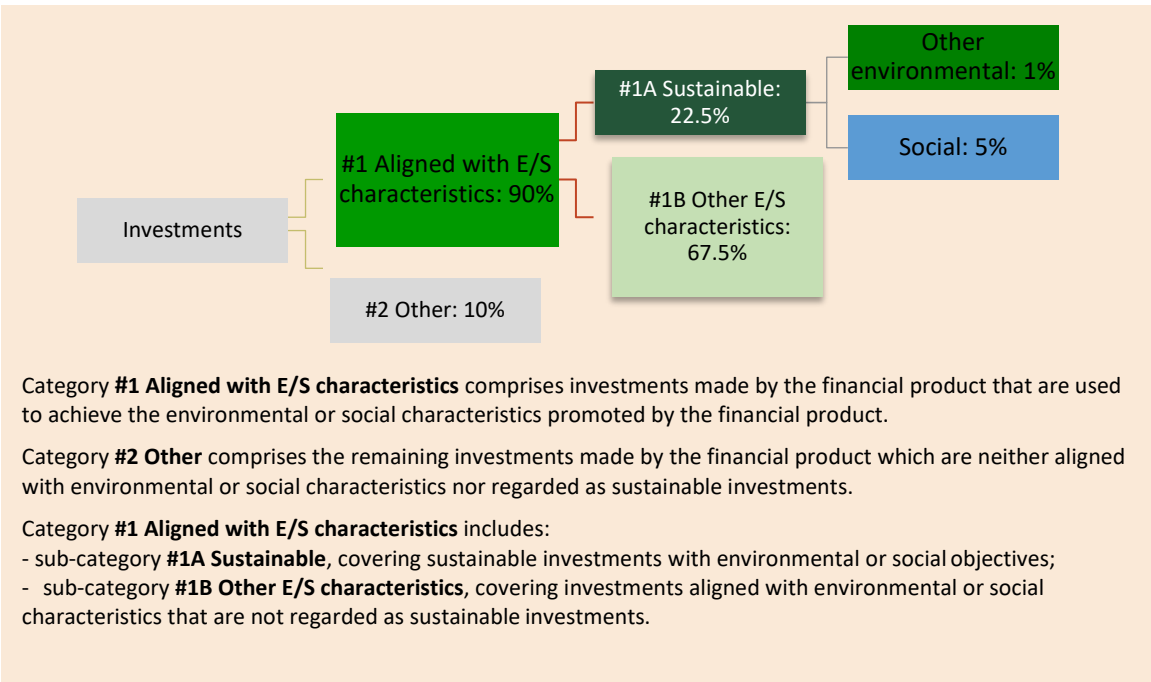 Other
environmental: 1%
#1A Sustainable:
22.5%
#1 Aligned with E/S
characteristics: 90%
Social: 5%
#1B Other E/S
characteristics:
67.5%
Investments
#2 Other: 10%
Category #1 Aligned with E/S characteristics comprises investments made by the financial product that are used
to achieve the environmental or social characteristics promoted by the financial product.
Category #2 Other comprises the remaining investments made by the financial product which are neither aligned
with environmental or social characteristics nor regarded as sustainable investments.
Category #1 Aligned with E/S characteristics includes:
- sub-category #1A Sustainable, covering sustainable investments with environmental or social objectives;
- sub-category #1B Other E/S characteristics, covering investments aligned with environmental or social
characteristics that are not regarded as sustainable investments.